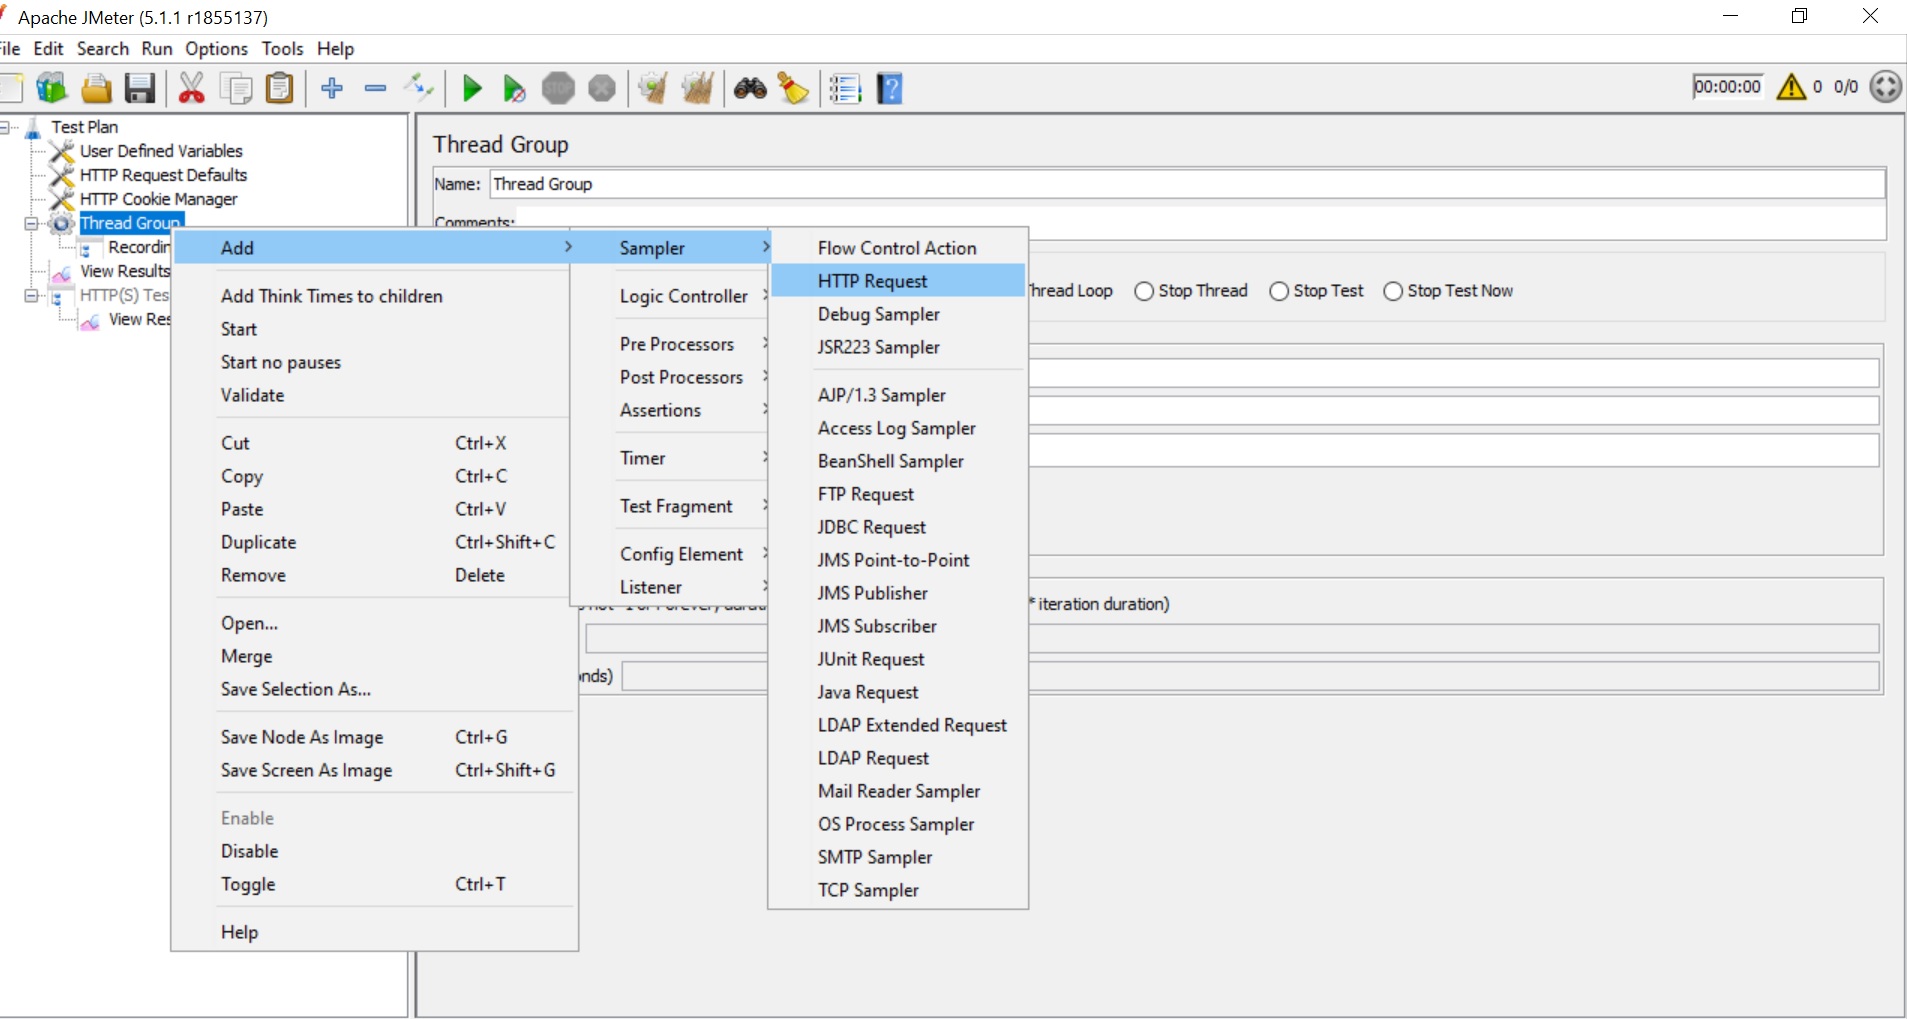 Apache JMeter (5.1.1 r1855137)
File Edit Search Run Options Tools Help
STOP
00:00:00 0 0/0
Test Plan
User Defined Variables
HTTP Request Defaults
HTTP Cookie Manager
Thread Group
Recordin
View Results
HTTP(S) Tes
View Res
Thread Group
Name: Thread Group
Comments:
Thread Loop Stop Thread Stop Test Stop Test Now
* iteration duration)
onds)
Add
Add Think Times to children
Start
Start no pauses
Validate
Cut Ctrl+X
Copy Ctrl+C
Paste Ctrl+V
Duplicate Ctrl+Shift+C
Remove Delete
Open...
Merge
Save Selection As...
Save Node As Image Ctrl+G
Save Screen As Image Ctrl+Shift+G
Enable
Disable
Toggle Ctrl+T
Help
Sampler
Logic Controller
Pre Processors
Post Processors
Assertions
Timer
Test Fragment
Config Element
Listener
Flow Control Action
HTTP Request
Debug Sampler
JSR223 Sampler
AJP/1.3 Sampler
Access Log Sampler
BeanShell Sampler
FTP Request
JDBC Request
JMS Point-to-Point
JMS Publisher
JMS Subscriber
JUnit Request
Java Request
LDAP Extended Request
LDAP Request
Mail Reader Sampler
OS Process Sampler
SMTP Sampler
TCP Sampler